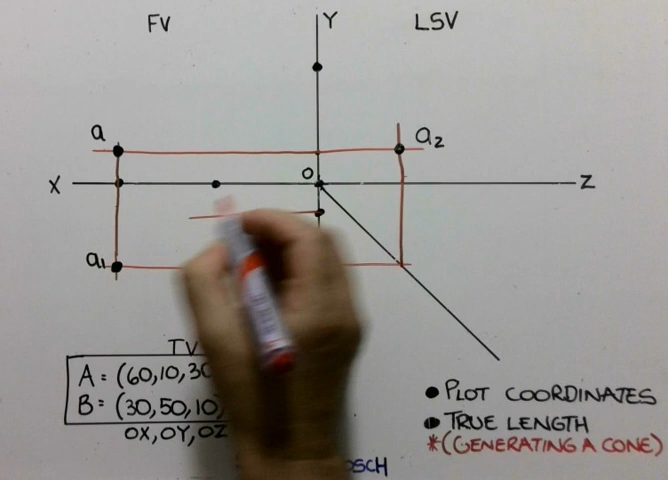 FV
Y
LSV
a
a2
X
O
Z
a1
TV
A = (60,10,30
B = (30,50,10)
OX, OY, OZ
• PLOT COORDINATES
• TRUE LENGTH
*(GENERATING A CONE)